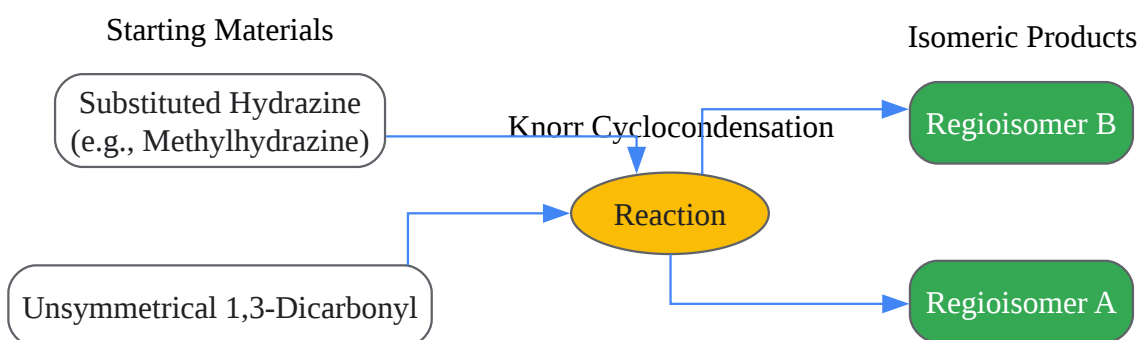 Starting Materials
Isomeric Products
Substituted Hydrazine
(e.g., Methylhydrazine)
Knorr Cyclocondensation
Regioisomer B
Reaction
Unsymmetrical 1,3-Dicarbonyl
Regioisomer A